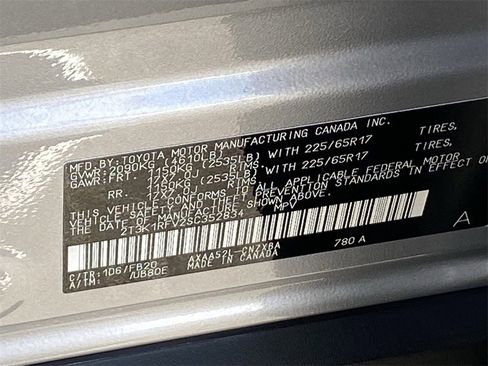 MFD.BY:TOYOTA MOTOR MANUFACTURING CANADA INC.
GVWR: 2090KG (4610LB)
GAWR:FRT. 1150KG (2535LB) WITH 225/65R17 TIRES,
17X7.0J RIMS
RR. 1150KG (2535LB) WITH 225/65R17 TIRES,
17X7.0J RIMS
THIS VEHICLE CONFORMS TO ALL APPLICABLE FEDERAL MOTOR
VEHICLE SAFETY AND THEFT PREVENTION STANDARDS IN EFFECT ON
THE DATE OF MANUFACTURE
2T3K1RFV2SC352834 MPV
A
AXAA52L-CNZXBA 780 A
C/TR: 1D6/FB20 MADE IN CANADA
A/TM: /UB80E